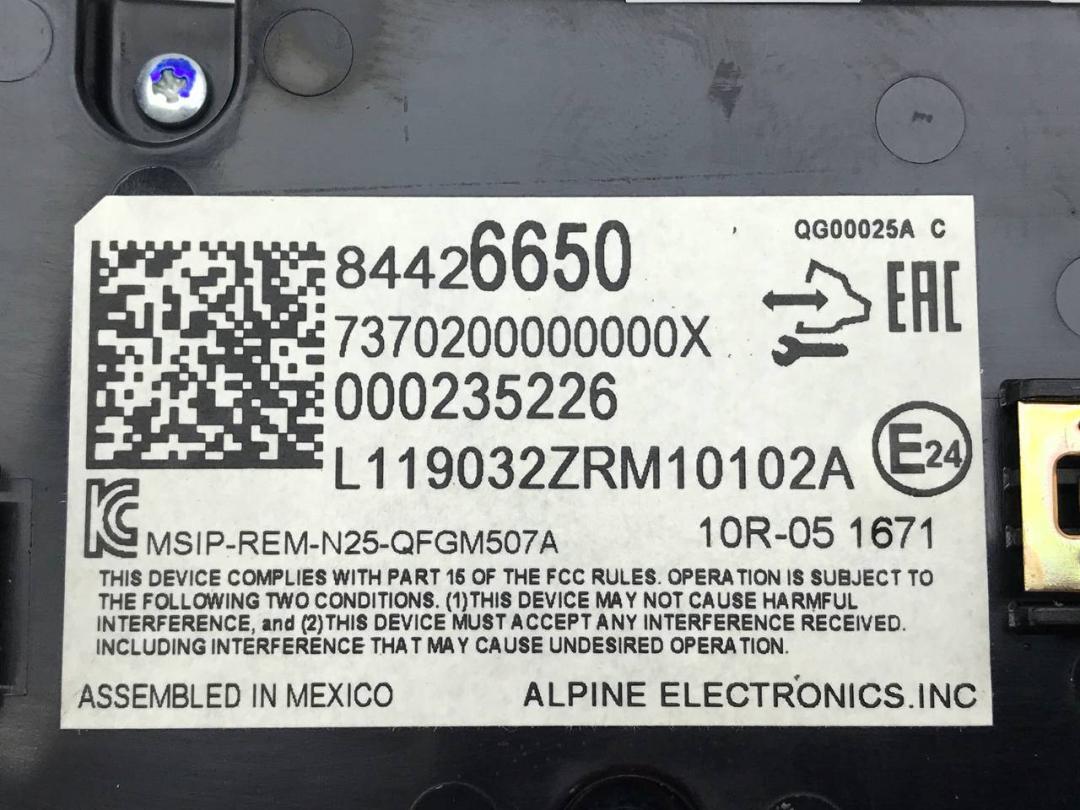 QG00025A C
84426650
7370200000000X
EAC
000235226
L119032ZRM10102A
E24
KC
MSIP-REM-N25-QFGM507A
10R-05 1671
THIS DEVICE COMPLIES WITH PART 15 OF THE FCC RULES. OPERATION IS SUBJECT TO
THE FOLLOWING TWO CONDITIONS. (1)THIS DEVICE MAY NOT CAUSE HARMFUL
INTERFERENCE, and (2)THIS DEVICE MUST ACCEPT ANY INTERFERENCE RECEIVED.
INCLUDING INTERFERENCE THAT MAY CAUSE UNDESIRED OPERATION.
ASSEMBLED IN MEXICO
ALPINE ELECTRONICS.INC